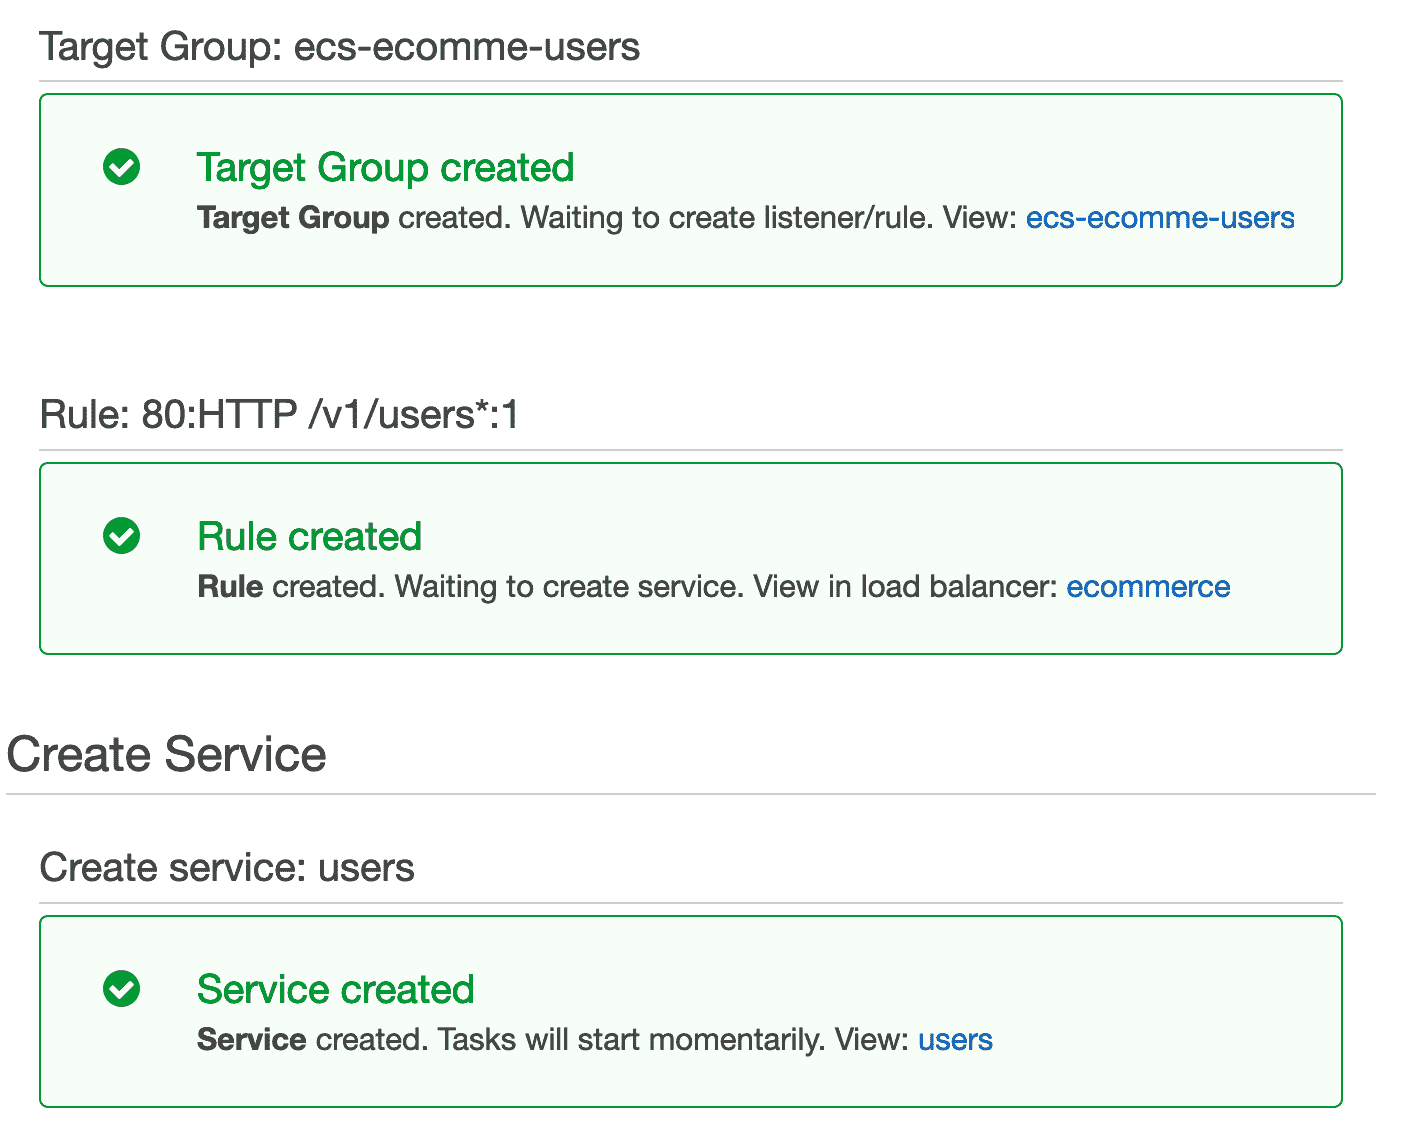 Target Group: ecs-ecomme-users
Target Group created
Target Group created. Waiting to create listener/rule. View: ecs-ecomme-users
Rule: 80:HTTP /v1/users*:1
Rule created
Rule created. Waiting to create service. View in load balancer: ecommerce
Create Service
Create service: users
Service created
Service created. Tasks will start momentarily. View: users